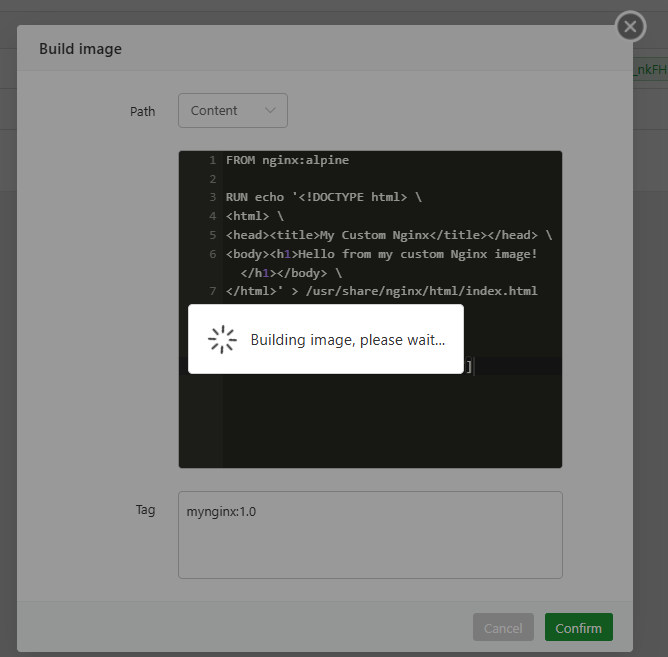 Build image
_nkFH
Path
Content
1 FROM nginx:alpine
2
3 RUN echo '<!DOCTYPE html> \
4 <html> \
5 <head><title>My Custom Nginx</title></head> \
6 <body><h1>Hello from my custom Nginx image!
</h1></body> \
7 </html>' > /usr/share/nginx/html/index.html
Building image, please wait...
]
Tag
mynginx:1.0
Cancel
Confirm